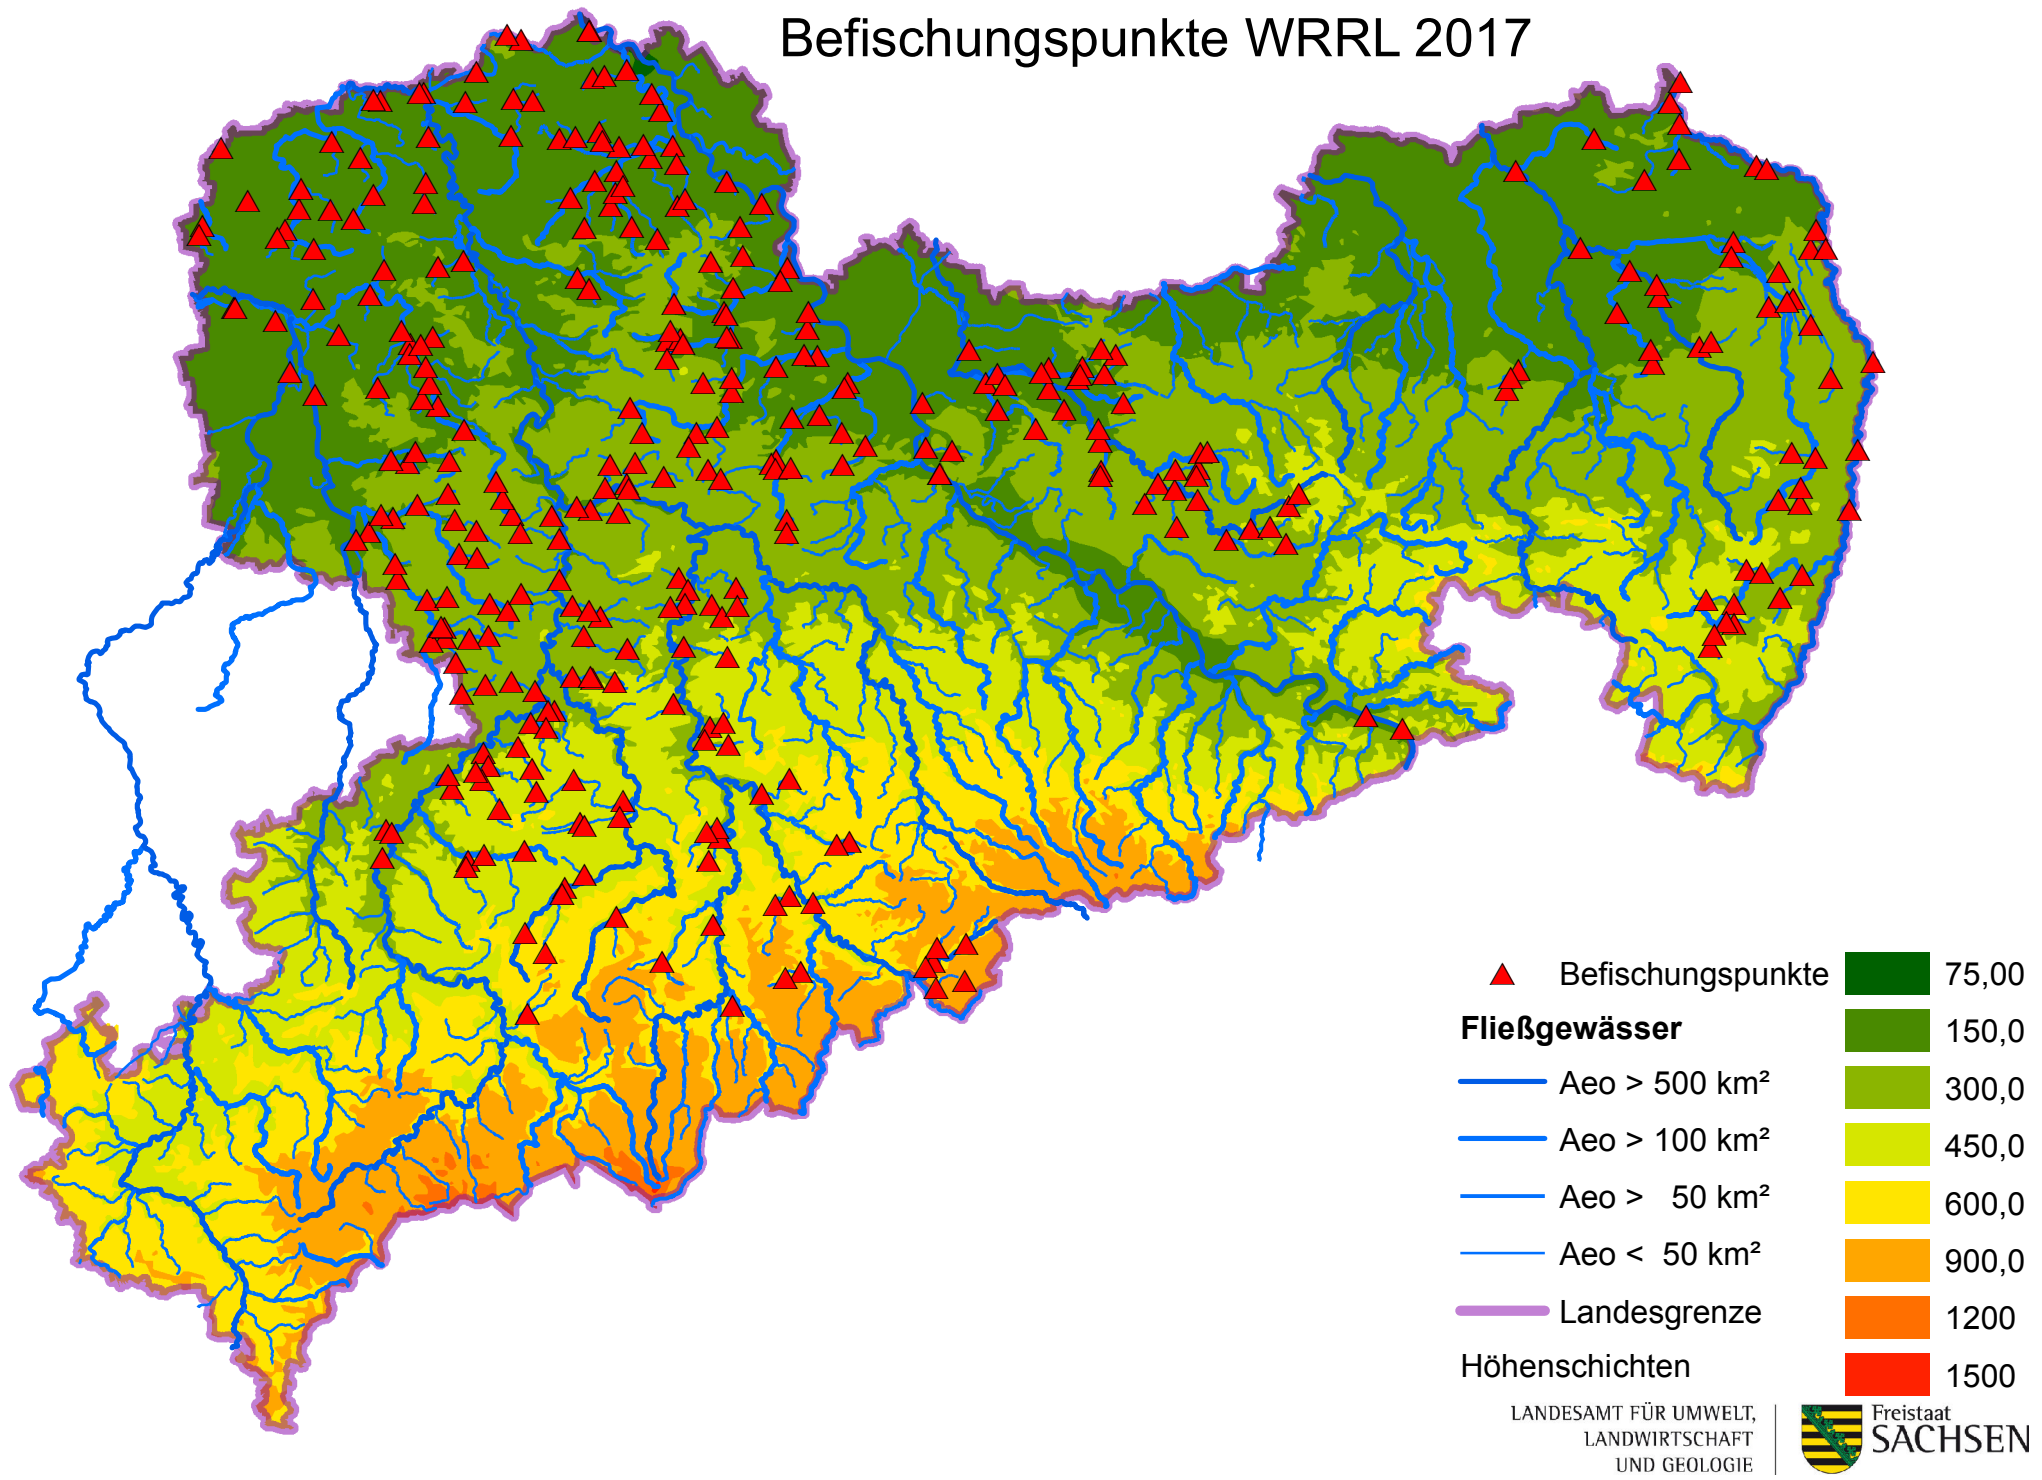 Befischungspunkte WRRL 2017
Befischungspunkte
Fließgewässer
Aeo > 500 km²
Aeo > 100 km²
Aeo > 50 km²
Aeo < 50 km²
Landesgrenze
Höhenschichten
75,00
150,0
300,0
450,0
600,0
900,0
1200
1500
LANDESAMT FÜR UMWELT,
LANDWIRTSCHAFT
UND GEOLOGIE
Freistaat
SACHSEN